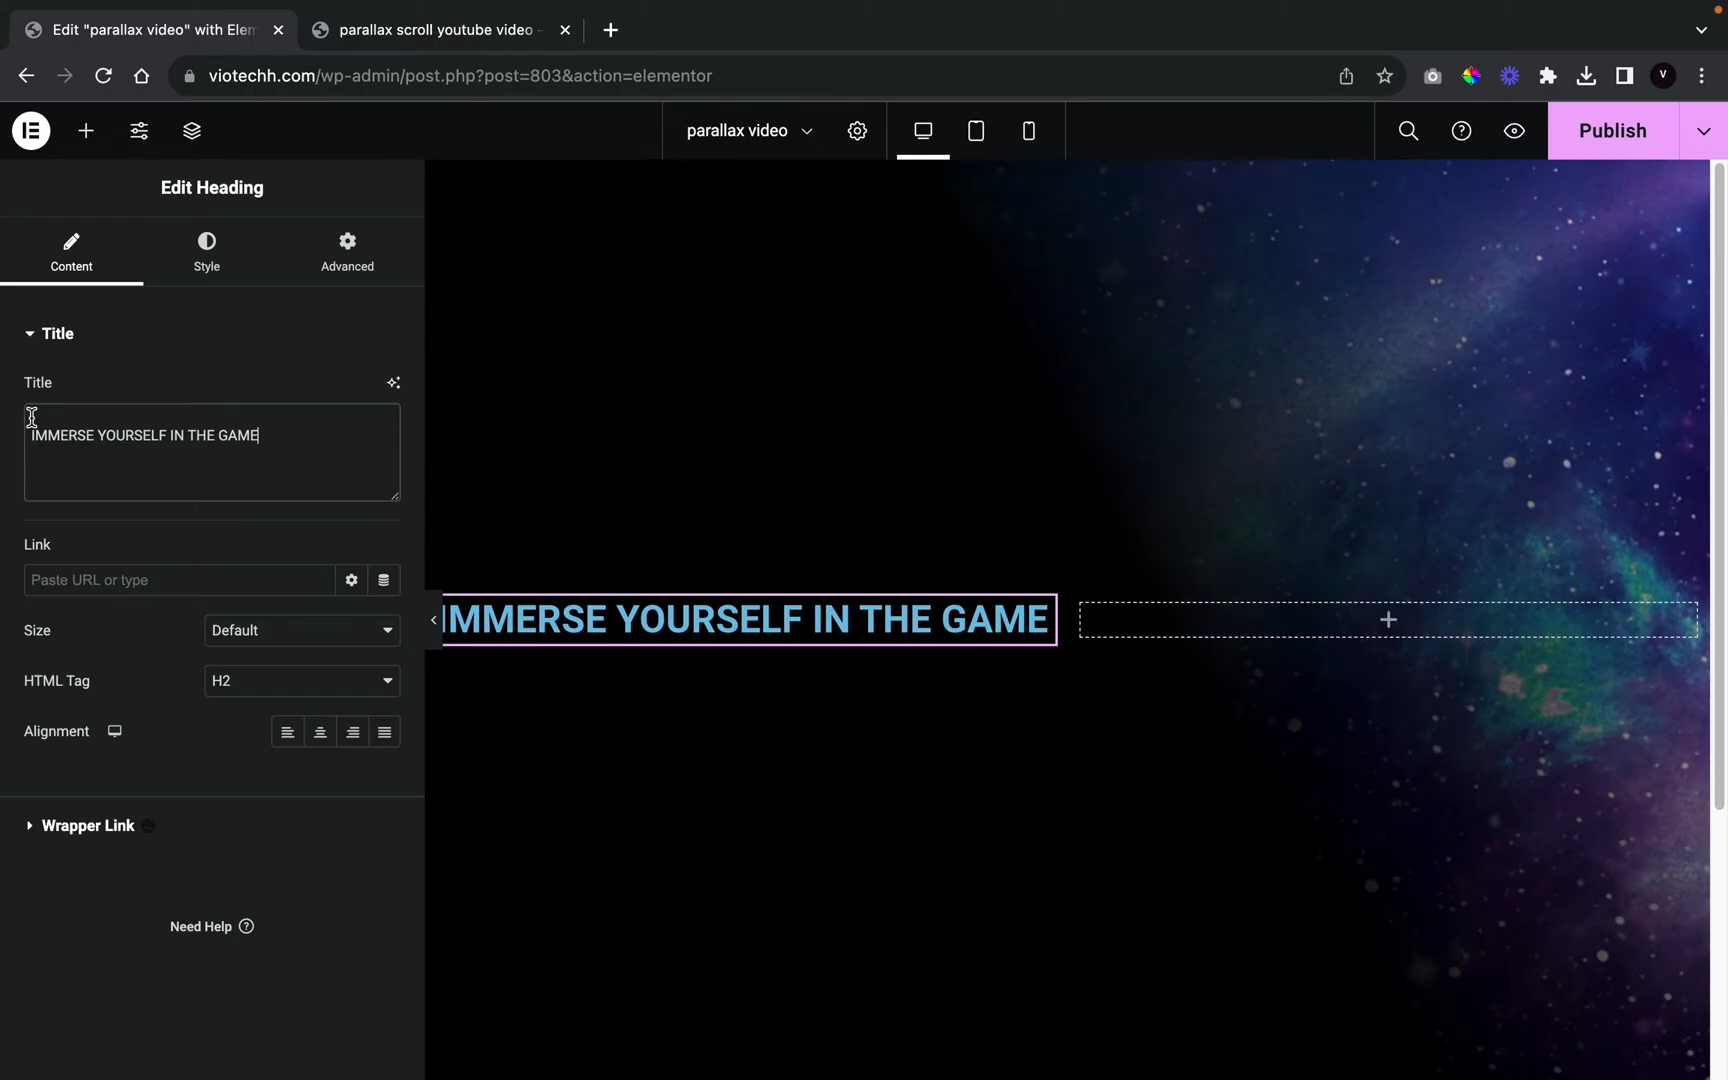 Edit "parallax video" with Elem
parallax scroll youtube video -
viotechh.com/wp-admin/post.php?post=803&action=elementor
V
parallax video
Publish
Edit Heading
Content
Style
Advanced
Title
Title
IMMERSE YOURSELF IN THE GAME
Link
Paste URL or type
IMMERSE YOURSELF IN THE GAME
Size
Default
HTML Tag
H2
Alignment
Wrapper Link
Need Help